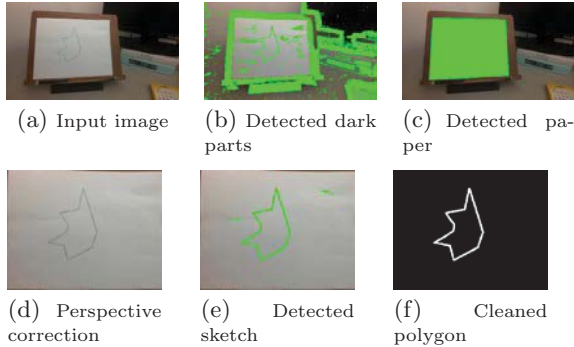 (a) Input image
(b) Detected dark
parts
(c) Detected pa-
per
(d) Perspective
correction
(e) Detected
sketch
(f) Cleaned
polygon